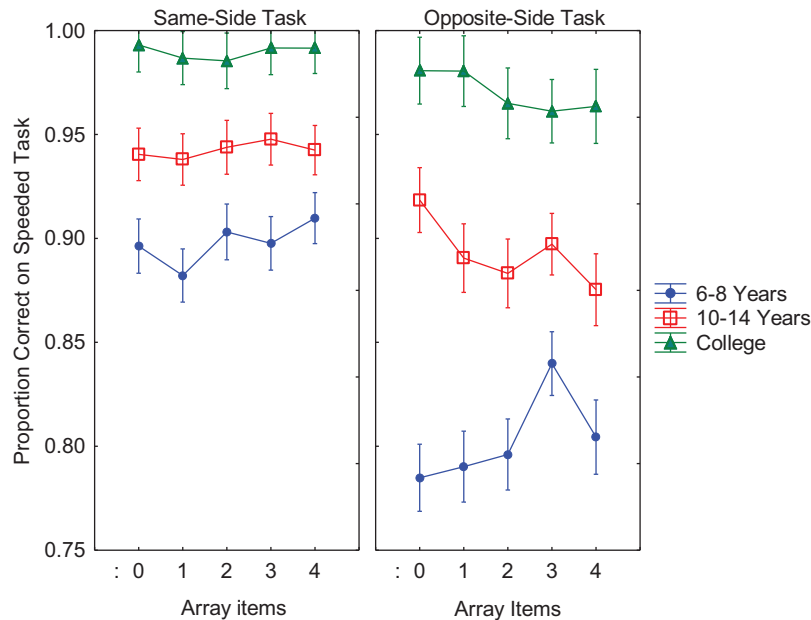 Same-Side Task
Opposite-Side Task
Proportion Correct on Speeded Task
1.00
0.95
0.90
0.85
0.80
0.75
: 0 1 2 3 4
Array items
: 0 1 2 3 4
Array Items
6-8 Years
10-14 Years
College